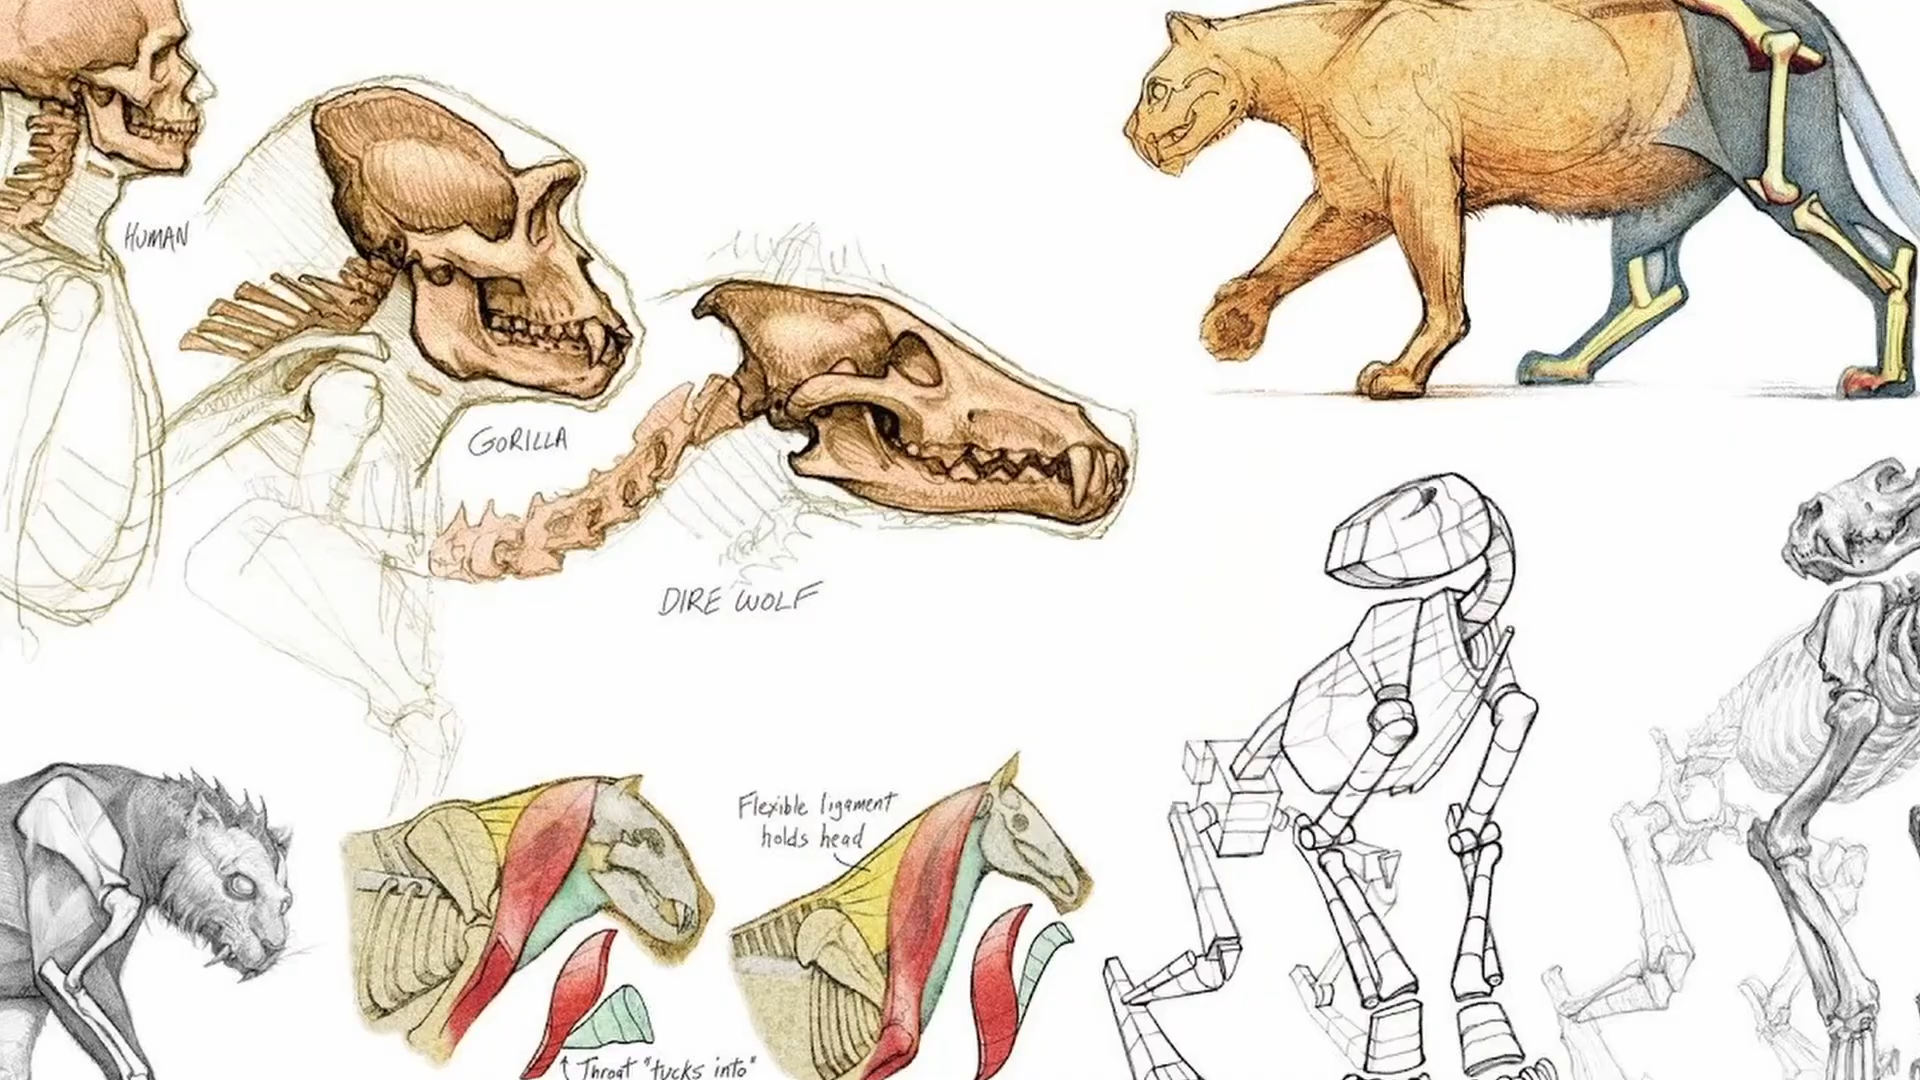 HUMAN
GORILLA
DIRE WOLF
Flexible ligament
holds head
Throat "tucks into"